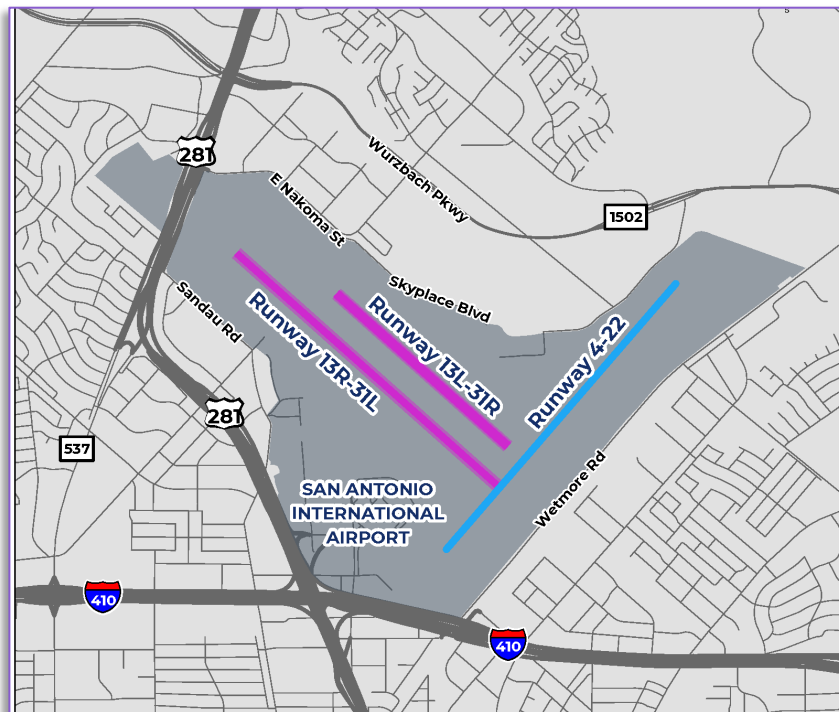 281
Wurzbach Pkwy
E Nakoma St
1502
Skyplace Blvd
Sandau Rd
Runway 13R-31L
Runway 13L-31R
Runway 4-22
281
537
Wetmore Rd
SAN ANTONIO
INTERNATIONAL
AIRPORT
410
410